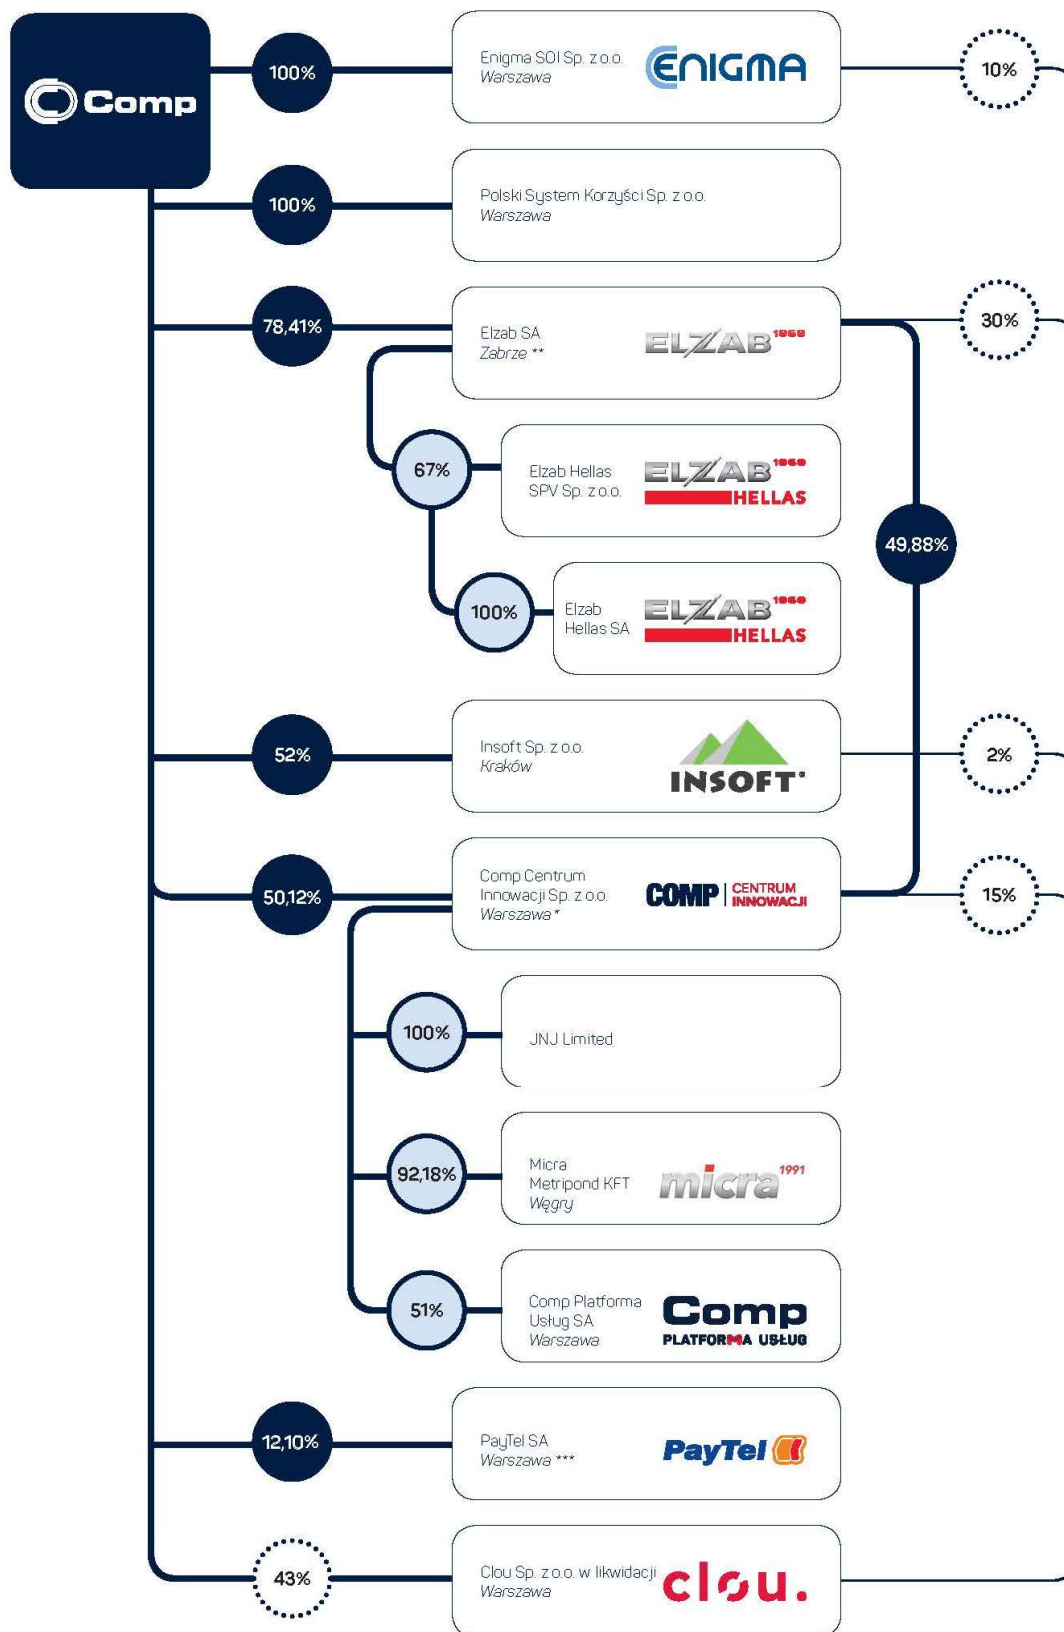 Comp
100%
Enigma SOI Sp. z o.o.
Warszawa
ENIGMA
10%
100%
Polski System Korzyści Sp. z o.o.
Warszawa
78,41%
Elzab SA
Zabrze **
ELZAB 1969
30%
67%
Elzab Hellas
SPV Sp. z o.o.
ELZAB 1969
HELLAS
49,88%
100%
Elzab
Hellas SA
ELZAB 1969
HELLAS
52%
Insoft Sp. z o.o.
Kraków
INSOFT
2%
50,12%
Comp Centrum
Innowacji Sp. z o.o.
Warszawa *
COMP CENTRUM
INNOWACJI
15%
100%
JNJ Limited
92,18%
Micra
Metripond KFT
Węgry
micra 1991
51%
Comp Platforma
Usług SA
Warszawa
Comp
PLATFORMA USŁUG
12,10%
PayTel SA
Warszawa ***
PayTel
43%
Clou Sp. z o.o. w likwidacji
Warszawa
clou.